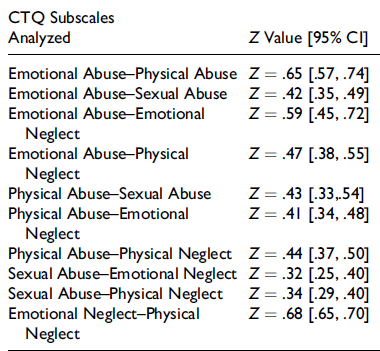 CTQ Subscales
Analyzed Z Value [95% CI]
Emotional Abuse–Physical Abuse Z = .65 [.57, .74]
Emotional Abuse–Sexual Abuse Z = .42 [.35, .49]
Emotional Abuse–Emotional Z = .59 [.45, .72]
Neglect
Emotional Abuse–Physical Z = .47 [.38, .55]
Neglect
Physical Abuse–Sexual Abuse Z = .43 [.33,.54]
Physical Abuse–Emotional Z = .41 [.34, .48]
Neglect
Physical Abuse–Physical Neglect Z = .44 [.37, .50]
Sexual Abuse–Emotional Neglect Z = .32 [.25, .40]
Sexual Abuse–Physical Neglect Z = .34 [.29, .40]
Emotional Neglect–Physical Z = .68 [.65, .70]
Neglect